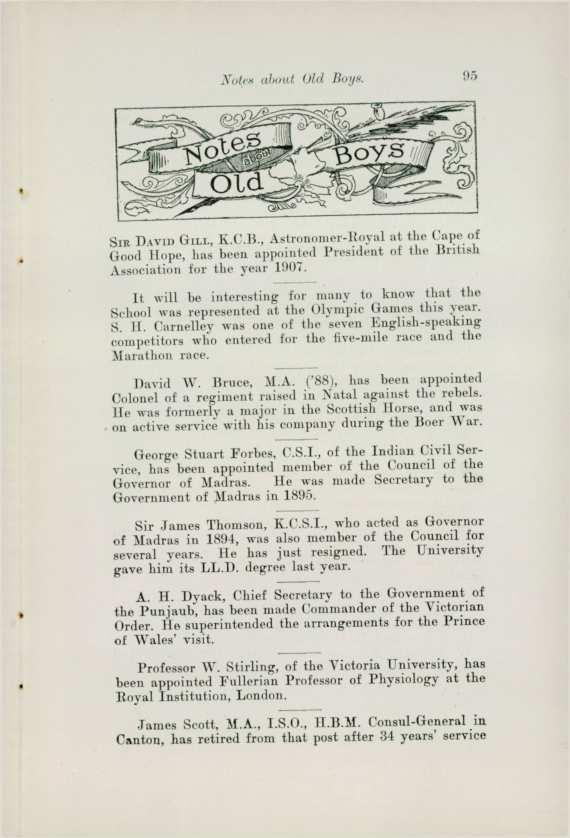 Notes about Old Boys.
95
Notes
about
Old
Boys
SIR DAVID GILL, K.C.B., Astronomer-Royal at the Cape of
Good Hope, has been appointed President of the British
Association for the year 1907.
It will be interesting for many to know that the
School was represented at the Olympic Games this year.
S. H. Carnelley was one of the seven English-speaking
competitors who entered for the five-mile race and the
Marathon race.
David W. Bruce, M.A. ('88), has been appointed
Colonel of a regiment raised in Natal against the rebels.
He was formerly a major in the Scottish Horse, and was
on active service with his company during the Boer War.
George Stuart Forbes, C.S.I., of the Indian Civil Ser-
vice, has been appointed member of the Council of the
Governor of Madras. He was made Secretary to the
Government of Madras in 1895.
Sir James Thomson, K.C.S.I., who acted as Governor
of Madras in 1894, was also member of the Council for
several years. He has just resigned. The University
gave him its LL.D. degree last year.
A. H. Dyack, Chief Secretary to the Government of
the Punjaub, has been made Commander of the Victorian
Order. He superintended the arrangements for the Prince
of Wales' visit.
Professor W. Stirling, of the Victoria University, has
been appointed Fullerian Professor of Physiology at the
Royal Institution, London.
James Scott, M.A., I.S.O., H.B.M. Consul-General in
Canton, has retired from that post after 34 years' service